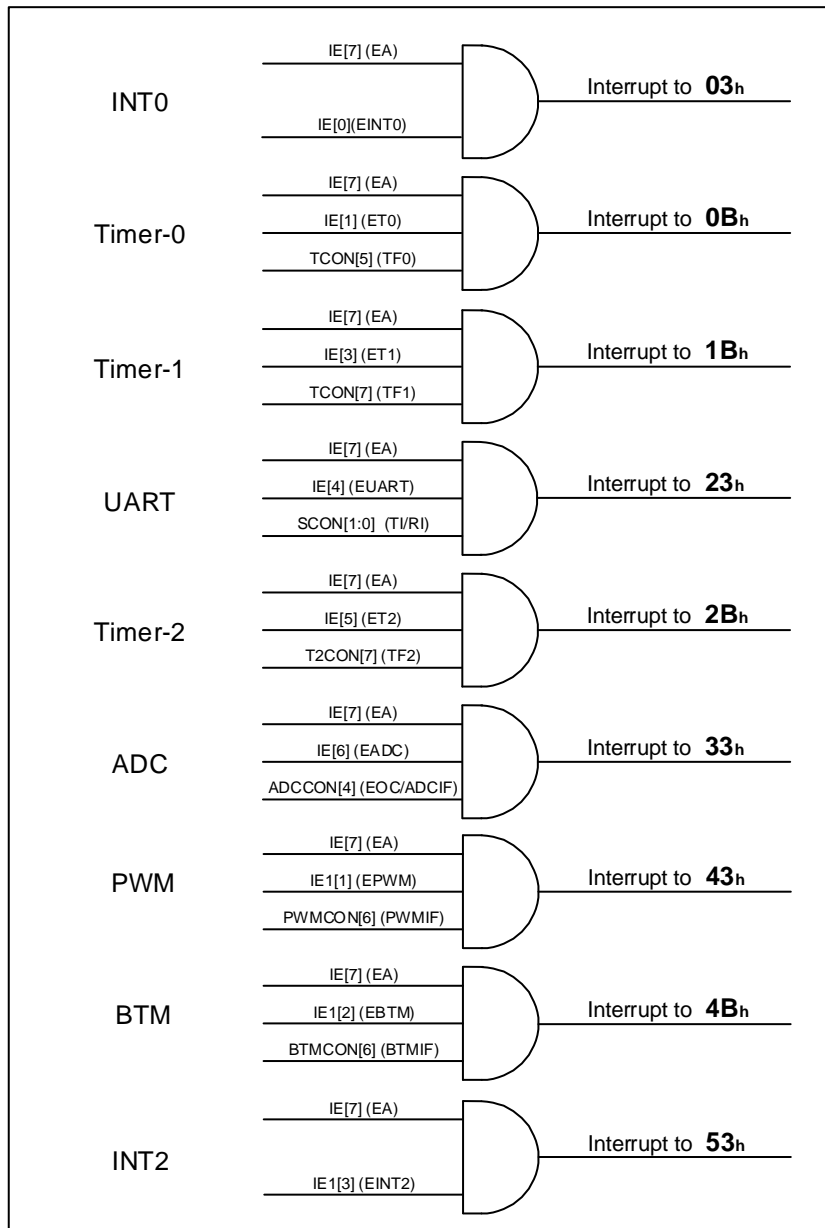 IE[7] (EA)
INT0
Interrupt to 03h
IE[0](EINT0)
IE[7] (EA)
Timer-0
IE[1] (ET0)
Interrupt to 0Bh
TCON[5] (TF0)
IE[7] (EA)
Timer-1
IE[3] (ET1)
Interrupt to 1Bh
TCON[7] (TF1)
IE[7] (EA)
UART
IE[4] (EUART)
Interrupt to 23h
SCON[1:0] (TI/RI)
IE[7] (EA)
Timer-2
IE[5] (ET2)
Interrupt to 2Bh
T2CON[7] (TF2)
IE[7] (EA)
ADC
IE[6] (EADC)
Interrupt to 33h
ADCCON[4] (EOC/ADCIF)
IE[7] (EA)
PWM
IE1[1] (EPWM)
Interrupt to 43h
PWMCON[6] (PWMIF)
IE[7] (EA)
BTM
IE1[2] (EBTM)
Interrupt to 4Bh
BTMCON[6] (BTMIF)
IE[7] (EA)
INT2
Interrupt to 53h
IE1[3] (EINT2)